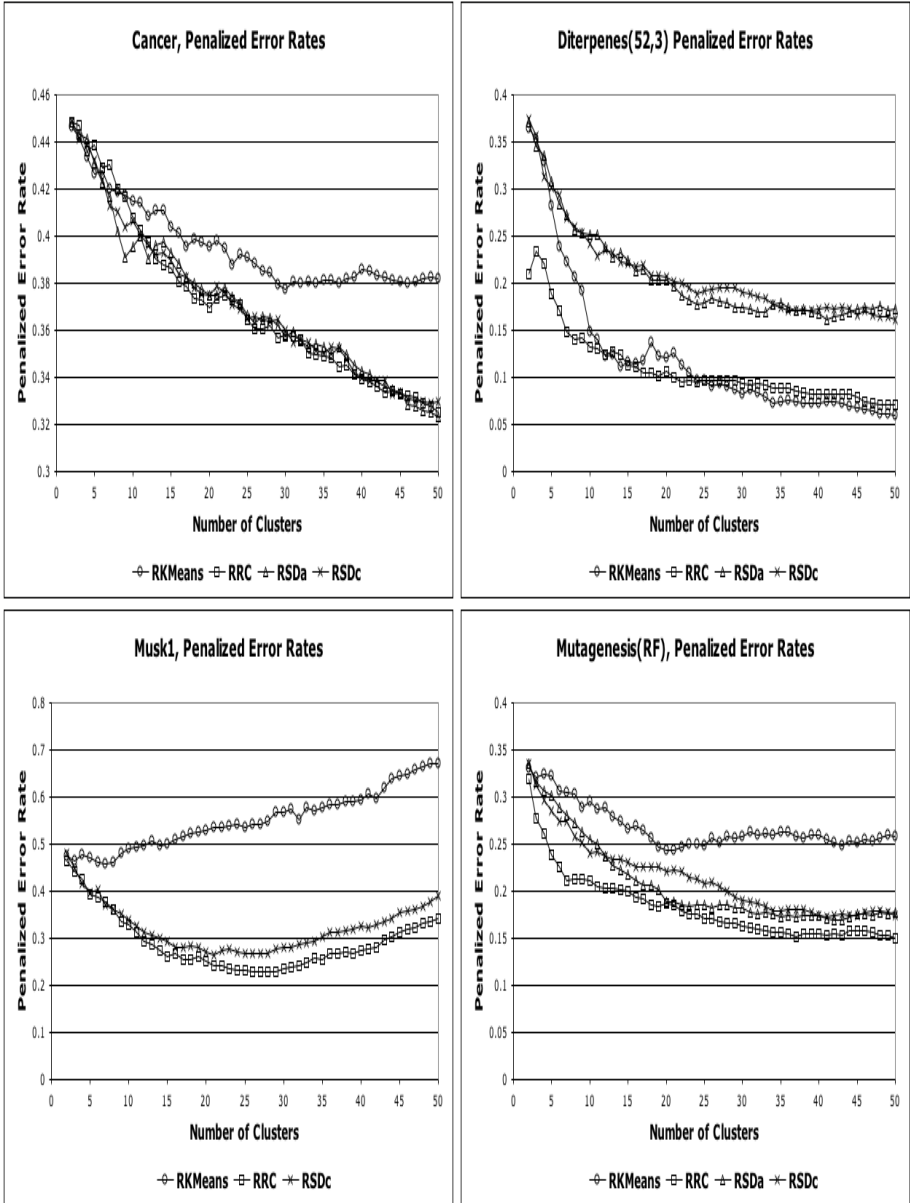 Cancer, Penalized Error Rates
0.46
0.44
0.42
0.4
0.38
0.36
0.34
0.32
0.3
Penalized Error Rate
0 5 10 15 20 25 30 35 40 45 50
Number of Clusters
RKMeans RRC RSDa RSDc
Diterpenes(52,3) Penalized Error Rates
0.4
0.35
0.3
0.25
0.2
0.15
0.1
0.05
0
Penalized Error Rate
0 5 10 15 20 25 30 35 40 45 50
Number of Clusters
RKMeans RRC RSDa RSDc
Musk1, Penalized Error Rates
0.8
0.7
0.6
0.5
0.4
0.3
0.2
0.1
0
Penalized Error Rate
0 5 10 15 20 25 30 35 40 45 50
Number of Clusters
RKMeans RRC RSDc
Mutagenesis(RF), Penalized Error Rates
0.4
0.35
0.3
0.25
0.2
0.15
0.1
0.05
0
Penalized Error Rate
0 5 10 15 20 25 30 35 40 45 50
Number of Clusters
RKMeans RRC RSDa RSDc